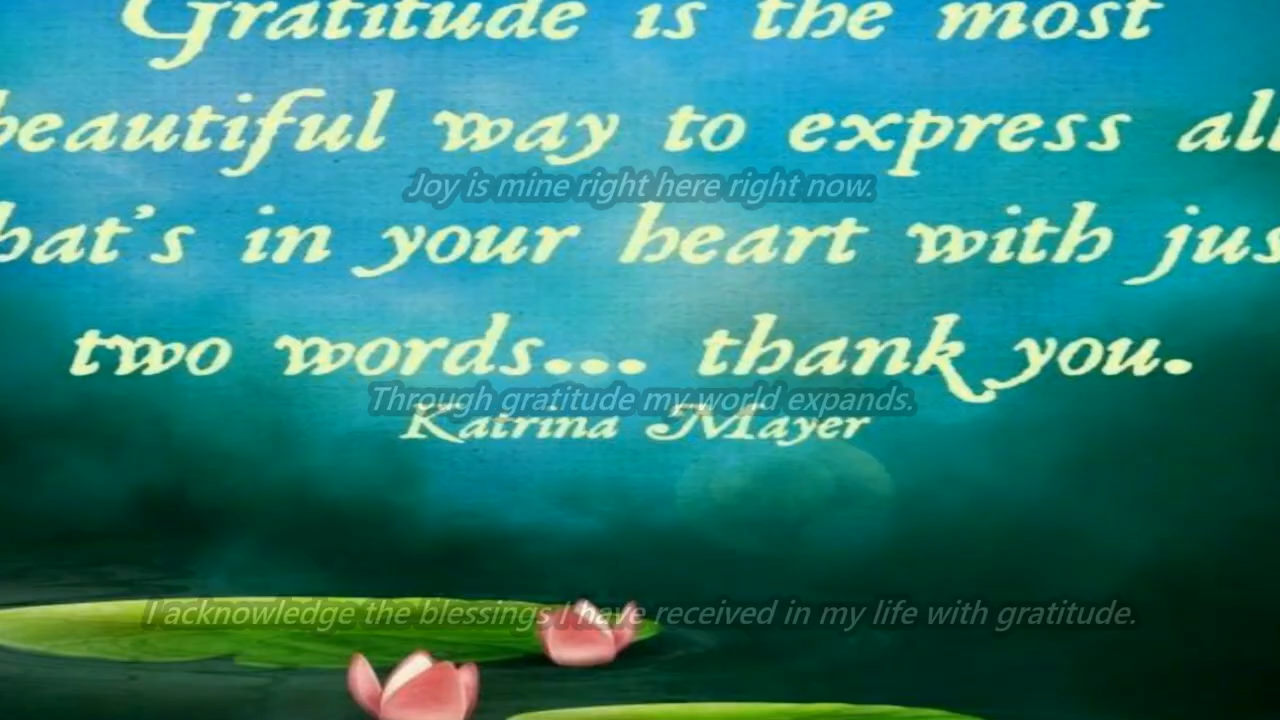 Gratitude is the most
beautiful way to express all
Joy is mine right here right now.
hat's in your heart with jus
two words... thank you.
Through gratitude my world expands.
Katrina Mayer
I acknowledge the blessings I have received in my life with gratitude.